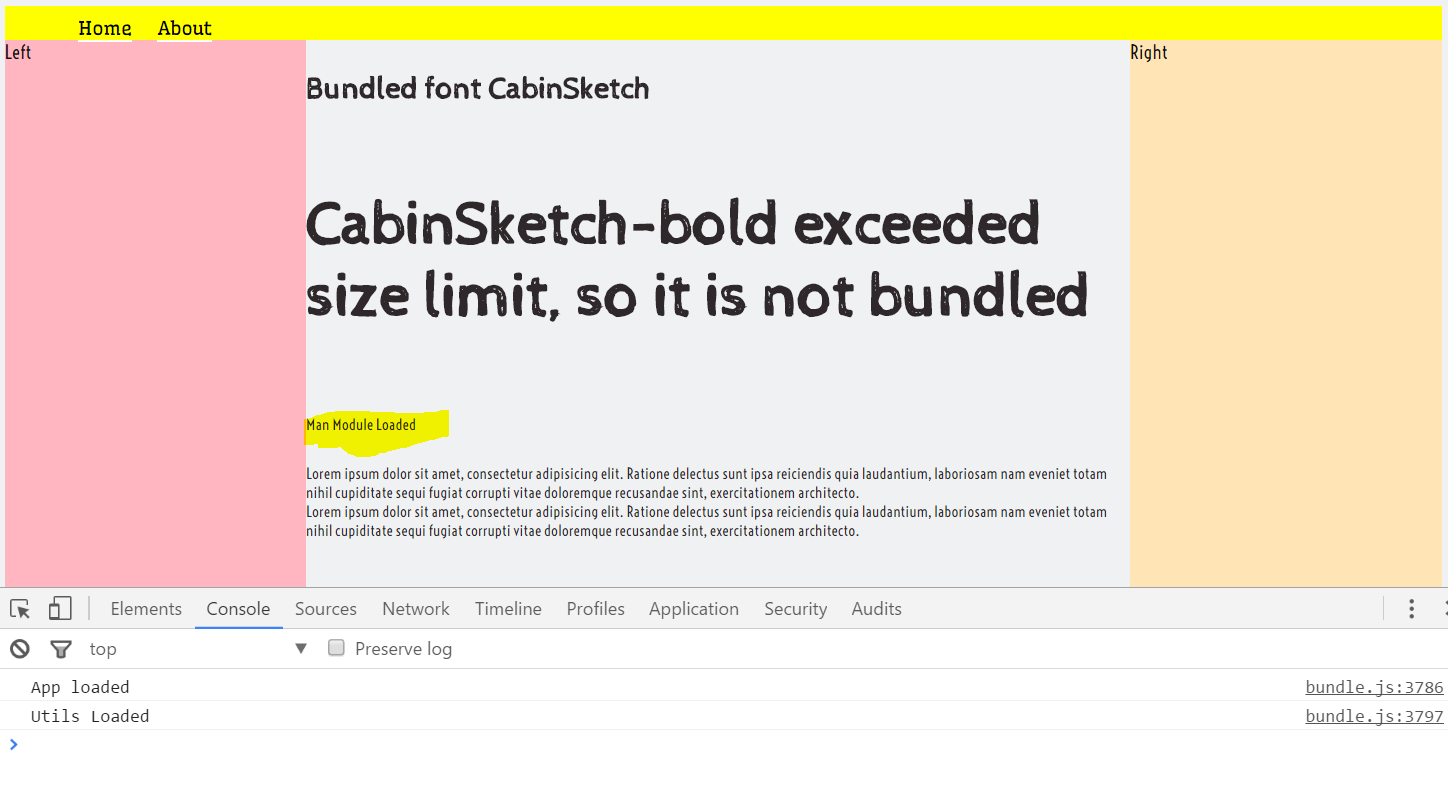 Home About
Left
Right
Bundled font CabinSketch
CabinSketch-bold exceeded
size limit, so it is not bundled
Man Module Loaded
Lorem ipsum dolor sit amet, consectetur adipisicing elit. Ratione delectus sunt ipsa reiciendis quia laudantium, laboriosam nam eveniet totam
nihil cupiditate sequi fugiat corrupti vitae doloremque recusandae sint, exercitationem architecto.
Lorem ipsum dolor sit amet, consectetur adipisicing elit. Ratione delectus sunt ipsa reiciendis quia laudantium, laboriosam nam eveniet totam
nihil cupiditate sequi fugiat corrupti vitae doloremque recusandae sint, exercitationem architecto.
Elements Console Sources Network Timeline Profiles Application Security Audits
top Preserve log
App loaded bundle.js:3786
Utils Loaded bundle.js:3797